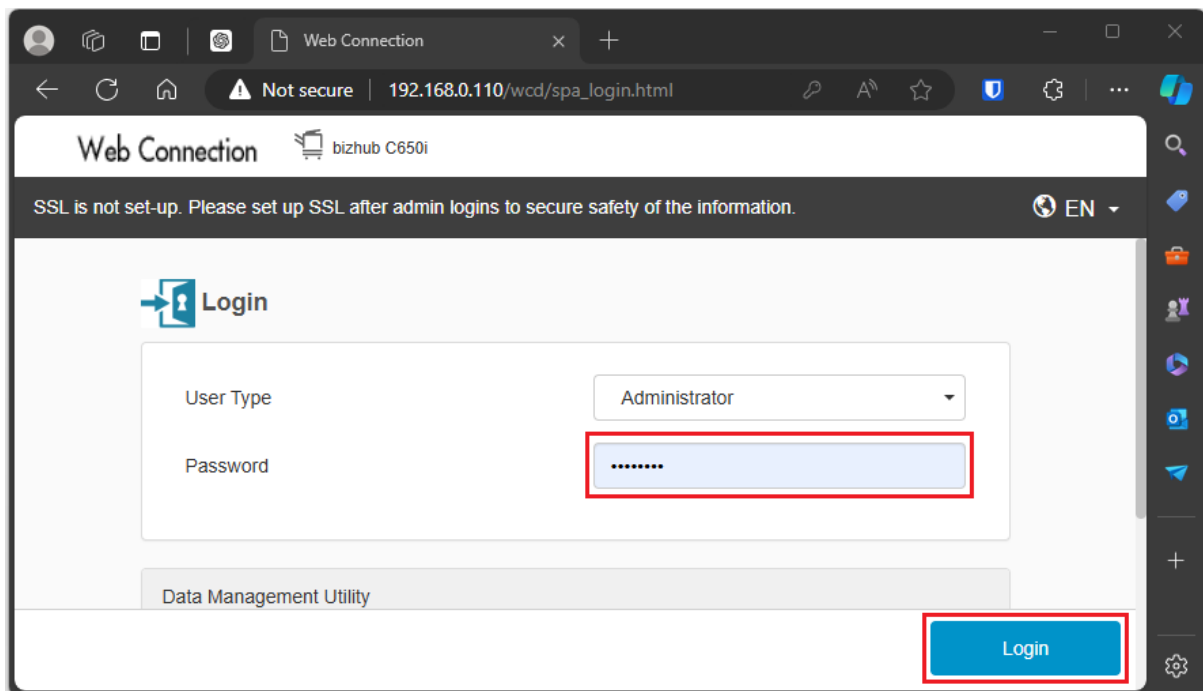 Web Connection
Not secure | 192.168.0.110/wcd/spa_login.html
Web Connection bizhub C650i
SSL is not set-up. Please set up SSL after admin logins to secure safety of the information. EN
Login
User Type Administrator
Password ••••••••
Data Management Utility
Login